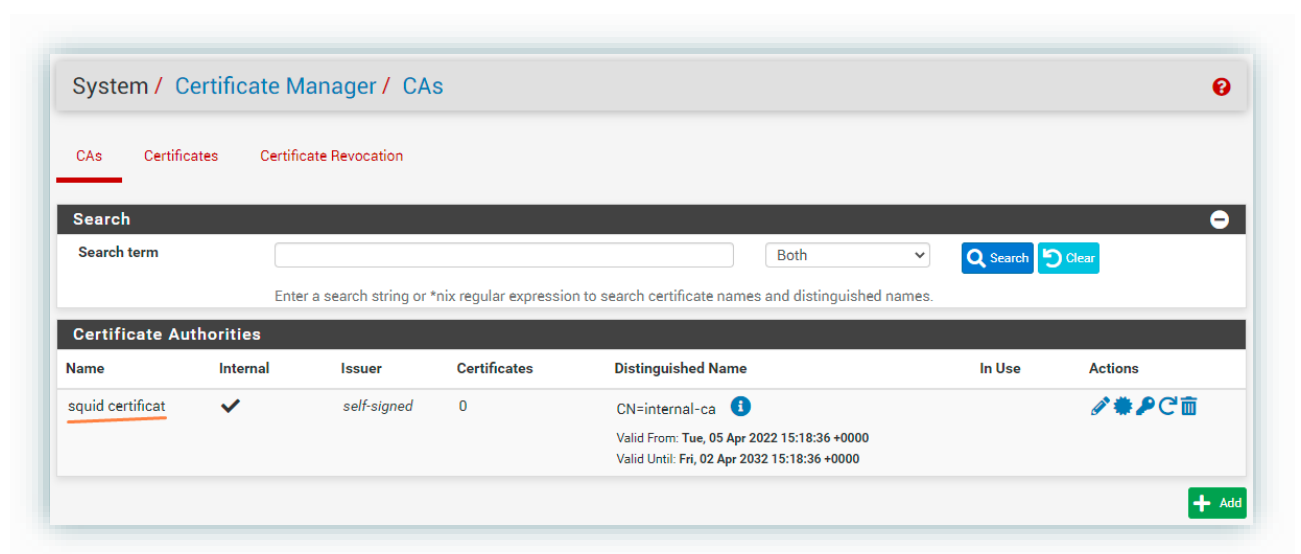 System / Certificate Manager / CAs
CAs Certificates Certificate Revocation
Search
Search term Both Search Clear
Enter a search string or *nix regular expression to search certificate names and distinguished names.
Certificate Authorities
Name Internal Issuer Certificates Distinguished Name In Use Actions
squid certificat self-signed 0 CN=internal-ca
Valid From: Tue, 05 Apr 2022 15:18:36 +0000
Valid Until: Fri, 02 Apr 2032 15:18:36 +0000
Add